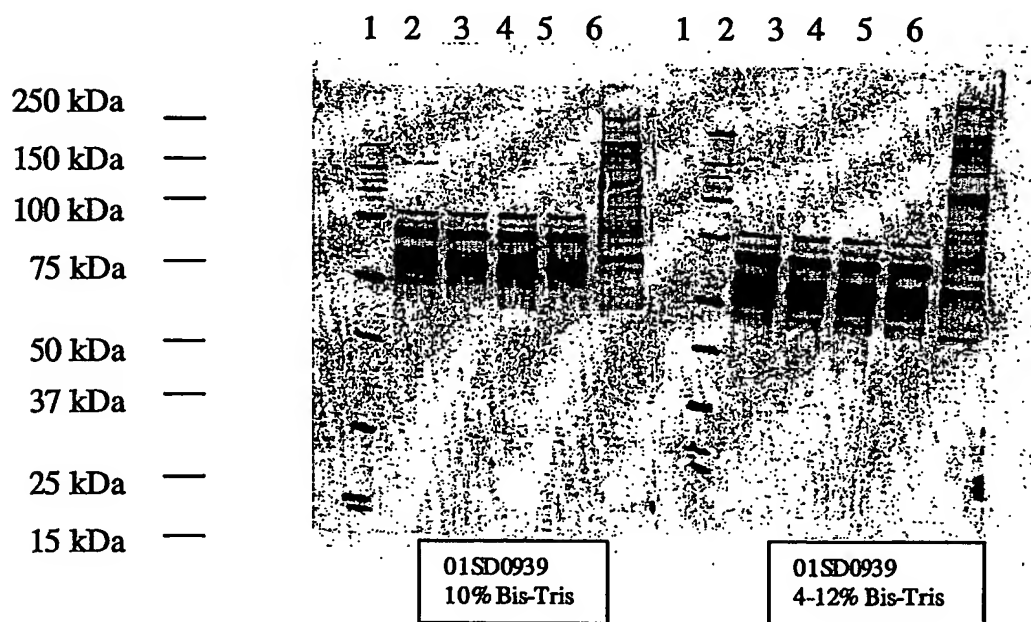 1 2 3 4 5 6 1 2 3 4 5 6
250 kDa
150 kDa
100 kDa
75 kDa
50 kDa
37 kDa
25 kDa
15 kDa
01SD0939
10% Bis-Tris
01SD0939
4-12% Bis-Tris